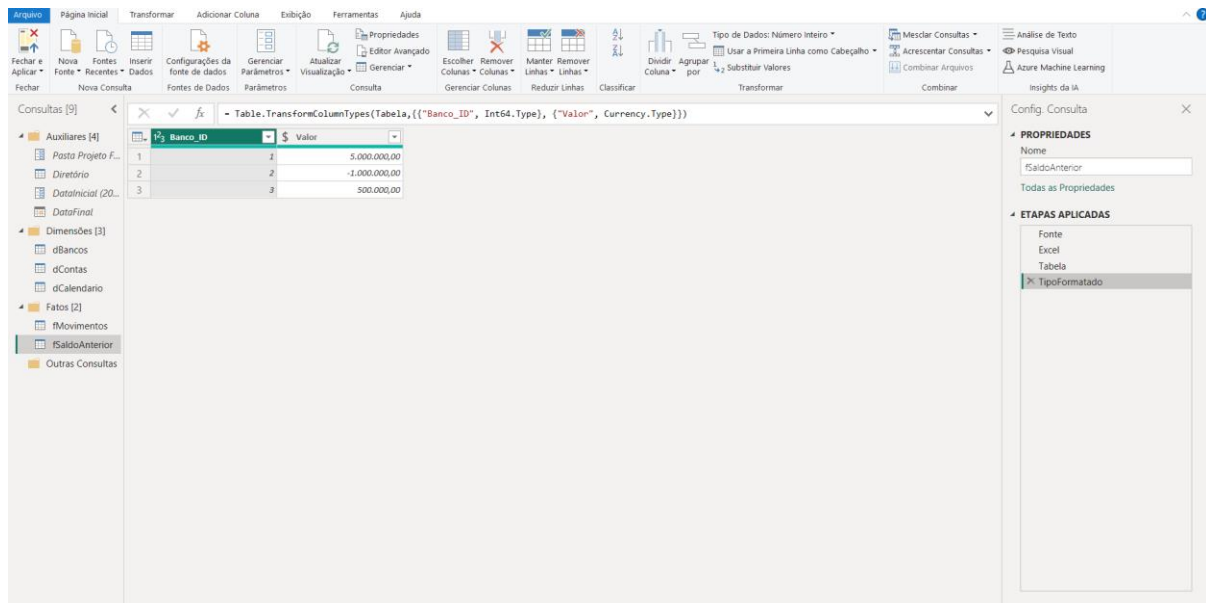 Arquivo Página Inicial Transformar Adicionar Coluna Exibição Ferramentas Ajuda
Fechar e Aplicar
Nova Fonte
Fontes Recentes
Inserir Dados
Configurações da fonte de dados
Gerenciar Parâmetros
Atualizar Visualização
Propriedades
Editor Avançado
Gerenciar
Escolher Colunas
Remover Colunas
Manter Linhas
Remover Linhas
Dividir Coluna
Agrupar por
Tipo de Dados: Número Inteiro
Usar a Primeira Linha como Cabeçalho
Substituir Valores
Mesclar Consultas
Acrescentar Consultas
Combinar Arquivos
Análise de Texto
Pesquisa Visual
Azure Machine Learning
Fechar Nova Consulta Fontes de Dados Parâmetros Consulta Gerenciar Colunas Reduzir Linhas Classificar Transformar Combinar Insights da IA
Consultas [9]
Auxiliares [4]
Pasta Projeto F...
Diretório
DataInicial (20...
DataFinal
Dimensões [3]
dBancos
dContas
dCalendario
Fatos [2]
fMovimentos
fSaldoAnterior
Outras Consultas
fx = Table.TransformColumnTypes(Tabela,{{"Banco_ID", Int64.Type}, {"Valor", Currency.Type}})
123 Banco_ID $ Valor
1 1 5.000.000,00
2 2 -1.000.000,00
3 3 500.000,00
Config. Consulta
PROPRIEDADES
Nome
fSaldoAnterior
Todas as Propriedades
ETAPAS APLICADAS
Fonte
Excel
Tabela
TipoFormatado